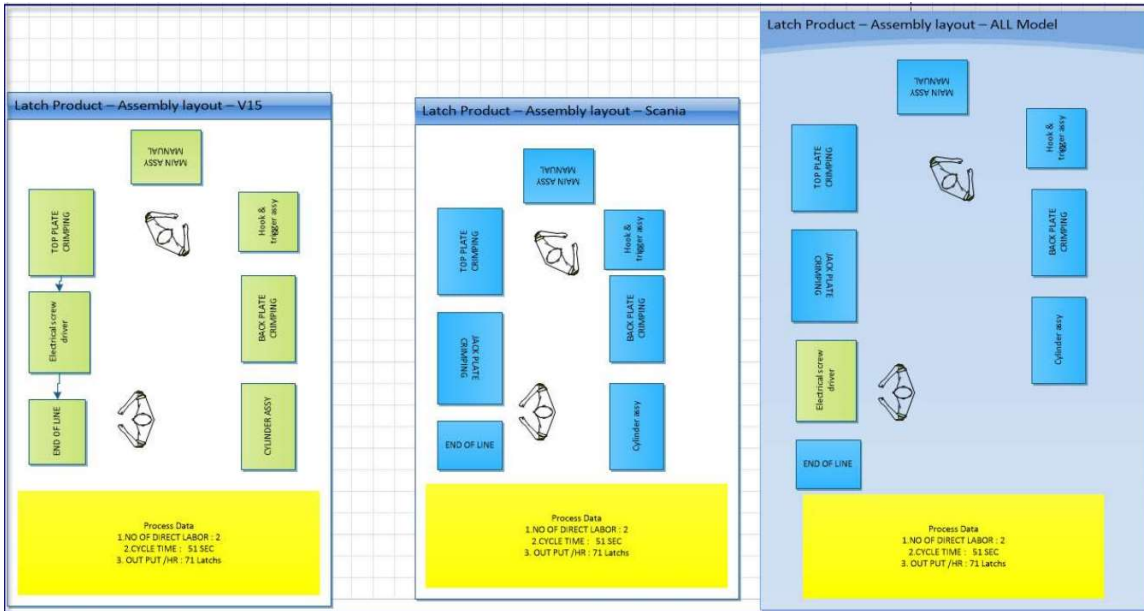 Latch Product – Assembly layout – V15
MAIN ASSY
MANUAL
TOP PLATE
CRIMPING
Hook &
trigger assy
Electrical screw
driver
BACK PLATE
CRIMPING
END OF LINE
CYLINDER ASSY
Process Data
1.NO OF DIRECT LABOR : 2
2.CYCLE TIME : 51 SEC
3. OUT PUT /HR : 71 Latchs
Latch Product – Assembly layout – Scania
MAIN ASSY
MANUAL
TOP PLATE
CRIMPING
Hook &
trigger assy
JACK PLATE
CRIMPING
BACK PLATE
CRIMPING
END OF LINE
Cylinder assy
Process Data
1.NO OF DIRECT LABOR : 2
2.CYCLE TIME : 51 SEC
3. OUT PUT /HR : 71 Latchs
Latch Product – Assembly layout – ALL Model
MAIN ASSY
MANUAL
TOP PLATE
CRIMPING
Hook &
trigger assy
JACK PLATE
CRIMPING
BACK PLATE
CRIMPING
Electrical screw
driver
Cylinder assy
END OF LINE
Process Data
1.NO OF DIRECT LABOR : 2
2.CYCLE TIME : 51 SEC
3. OUT PUT /HR : 71 Latchs